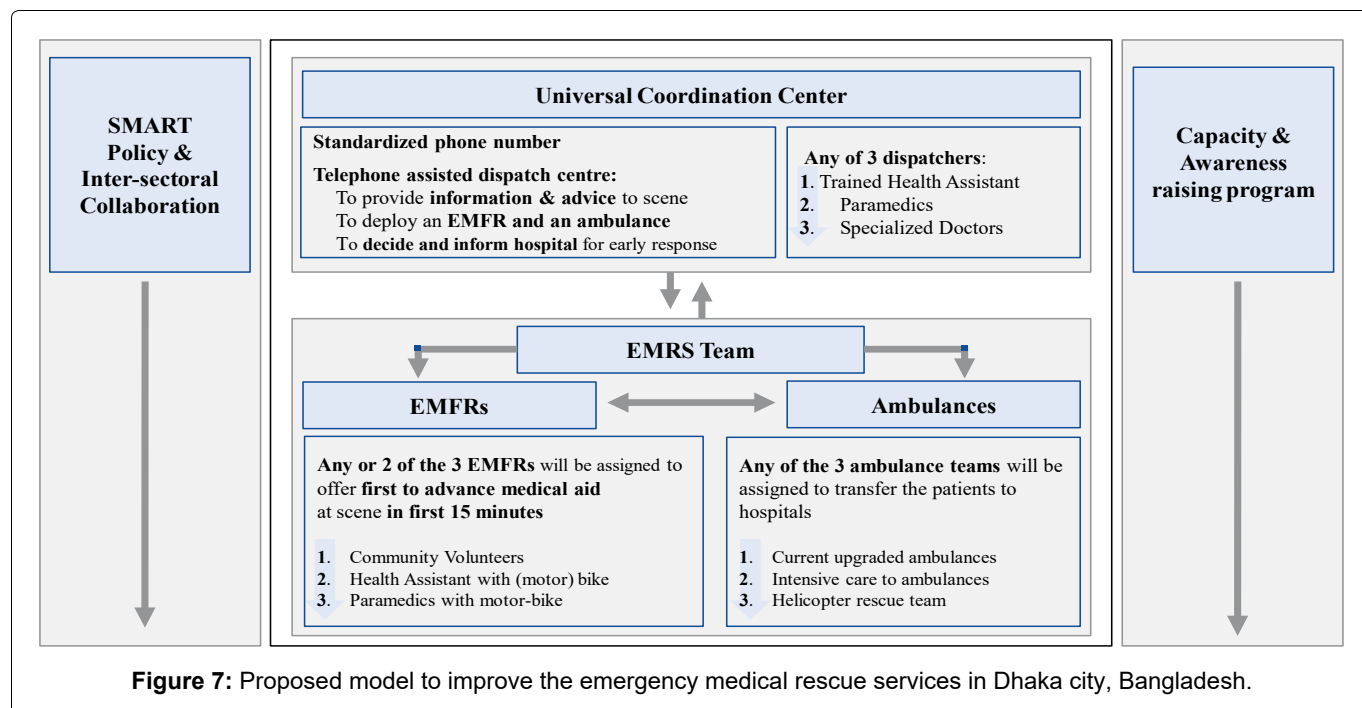 SMART
Policy &
Inter-sectoral
Collaboration
Universal Coordination Center
Standardized phone number
Telephone assisted dispatch centre:
To provide information & advice to scene
To deploy an EMFR and an ambulance
To decide and inform hospital for early response
Any of 3 dispatchers:
1. Trained Health Assistant
2. Paramedics
3. Specialized Doctors
Capacity &
Awareness
raising program
EMRS Team
EMFRs
Ambulances
Any or 2 of the 3 EMFRs will be assigned to
offer first to advance medical aid
at scene in first 15 minutes
1. Community Volunteers
2. Health Assistant with (motor) bike
3. Paramedics with motor-bike
Any of the 3 ambulance teams will be
assigned to transfer the patients to
hospitals
1. Current upgraded ambulances
2. Intensive care to ambulances
3. Helicopter rescue team
Figure 7: Proposed model to improve the emergency medical rescue services in Dhaka city, Bangladesh.